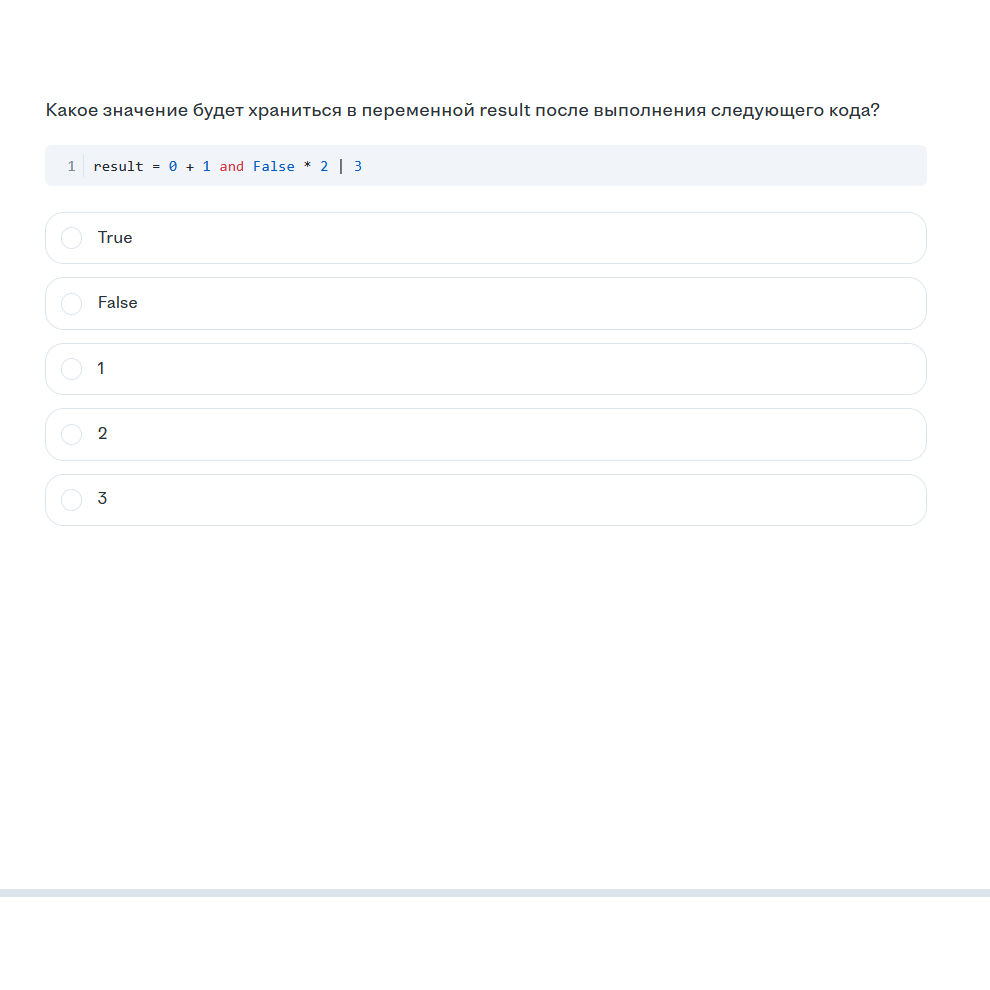 Какое значение будет храниться в переменной result после выполнения следующего кода?
1 result = 0 + 1 and False * 2 | 3
True
False
1
2
3